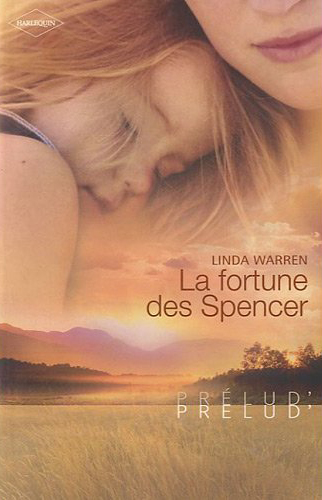 HARLEQUIN
LINDA WARREN
La fortune
des Spencer
PRÉLUD'
PRÉLUD'